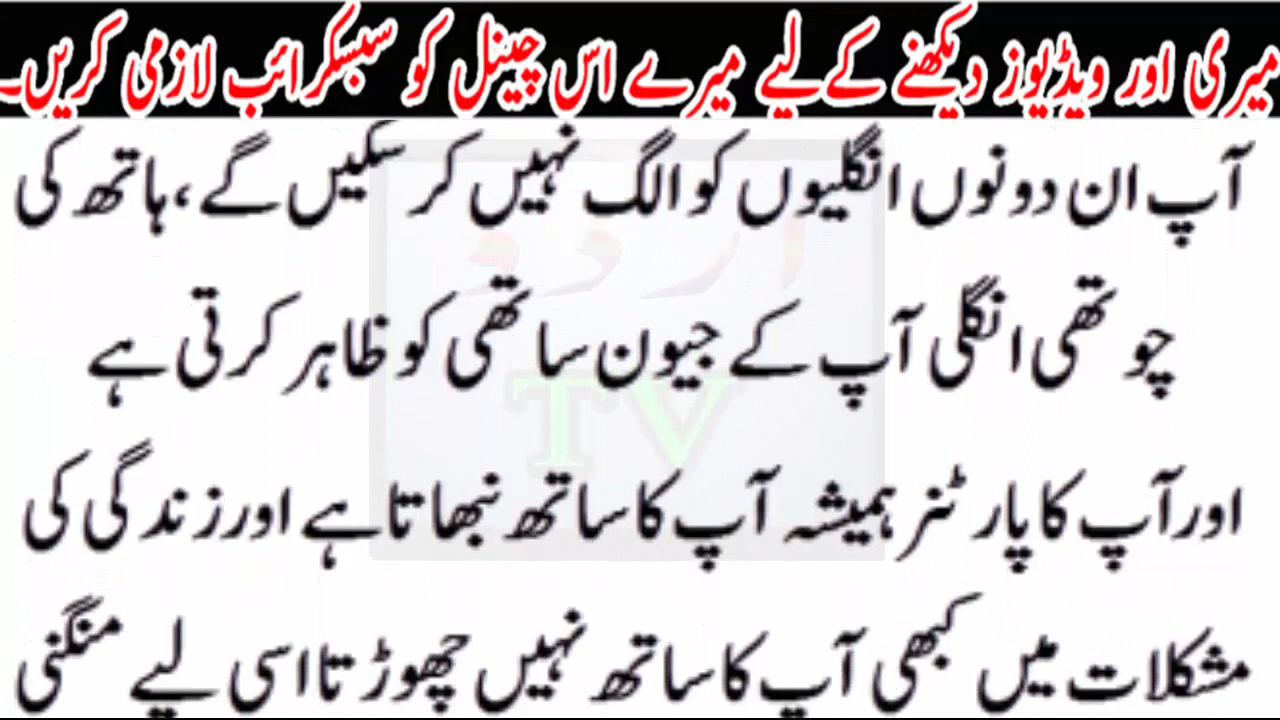 میری اور ویڈیوز دیکھنے کے لیے میرے اس چینل کو سبسکرائب لازمی کریں۔
آپ ان دونوں انگلیوں کو الگ نہیں کر سکیں گے ، ہاتھ کی
چوتھی انگلی آپ کے جیون ساتھی کو ظاہر کرتی ہے
اور آپ کا پارٹنر ہمیشہ آپ کا ساتھ نبھاتا ہے اور زندگی کی
مشکلات میں کبھی آپ کا ساتھ نہیں چھوڑتا اسی لیے منگنی
اردو
TV